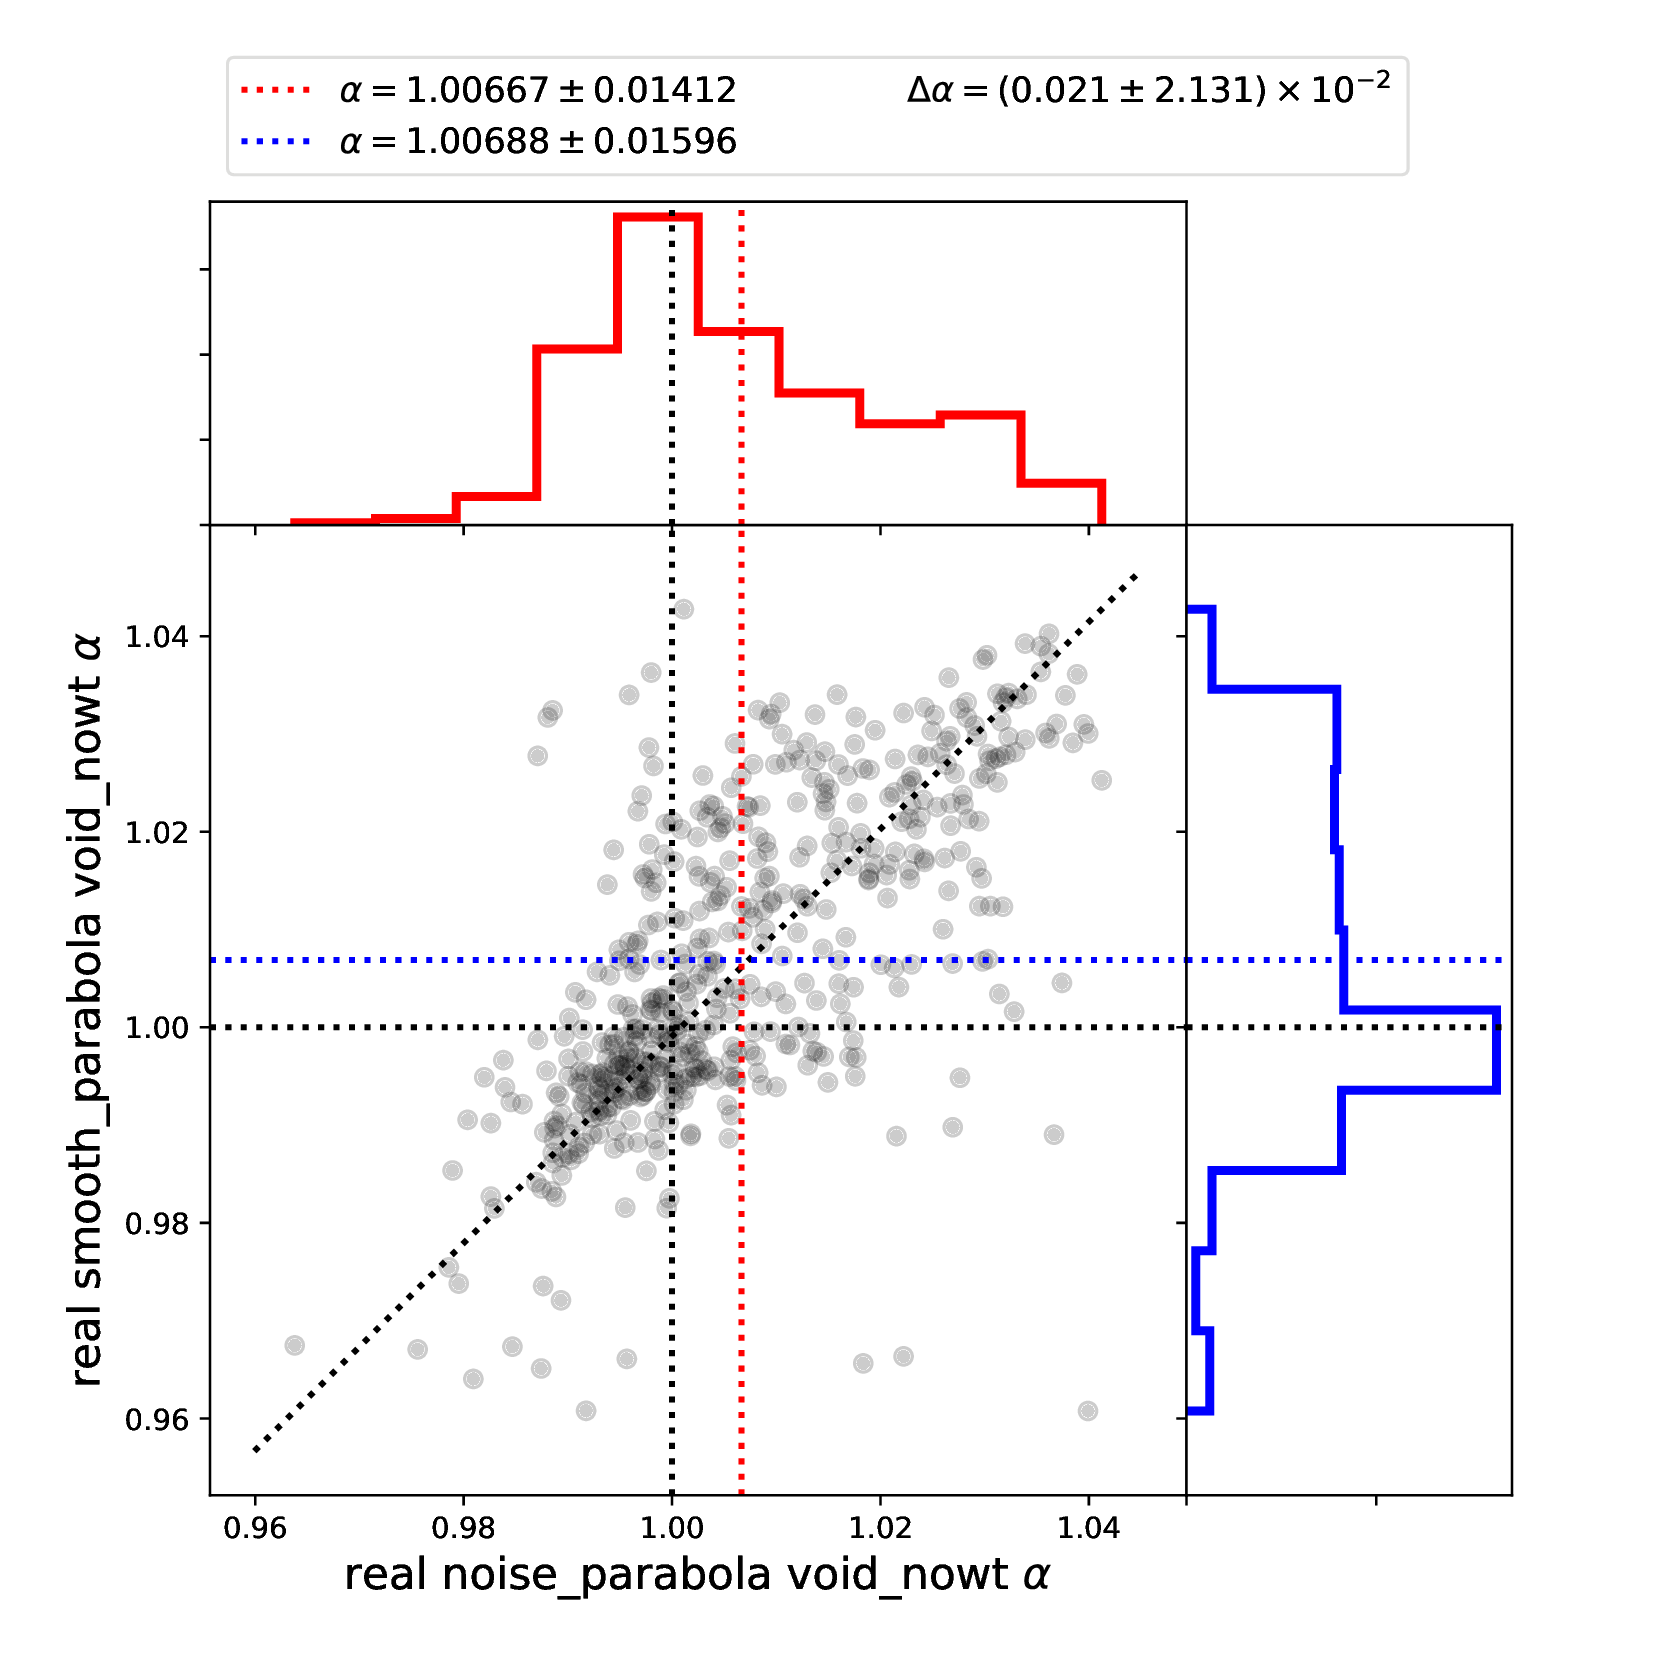 α = 1.00667 ± 0.01412
Δα = (0.021 ± 2.131) × 10⁻²
α = 1.00688 ± 0.01596
1.04
1.02
1.00
0.98
0.96
real smooth_parabola void_nowt α
0.96 0.98 1.00 1.02 1.04
real noise_parabola void_nowt α